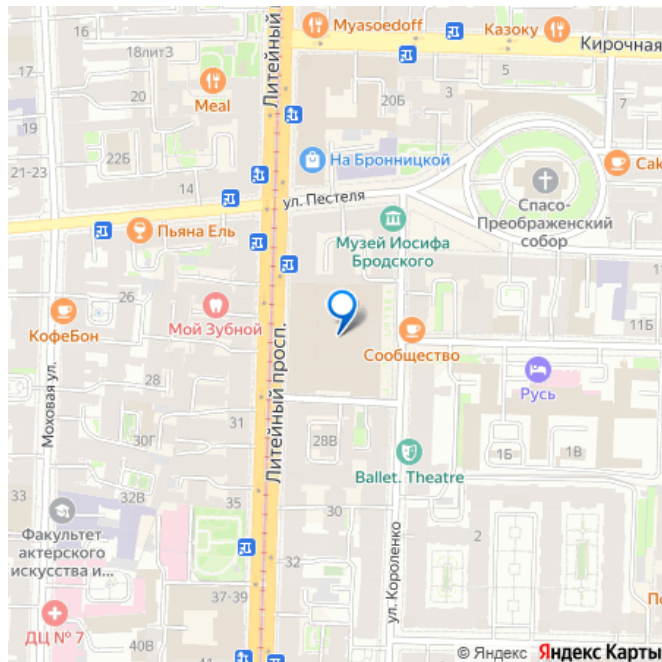 Myasoedoff
Казоку
Кирочная
Литейный
18лит3
Meal
20
20Б
3
5
7
19
22Б
21-23
14
На Бронницкой
Cak
ул. Пестеля
Спасо-
Преображенский
собор
Пьяна Ель
Музей Иосифа
Бродского
26
КофеБон
Мой Зубной
Сообщество
11Б
Русь
Моховая ул.
28
Литейный просп.
31
30Г
28В
1Б
1В
Ballet. Theatre
33
32В
35
30
Факультет
актерского
искусства и...
ул. Короленко
2
32
37-39
ДЦ № 7
40В
По
© Яндекс Яндекс Карты